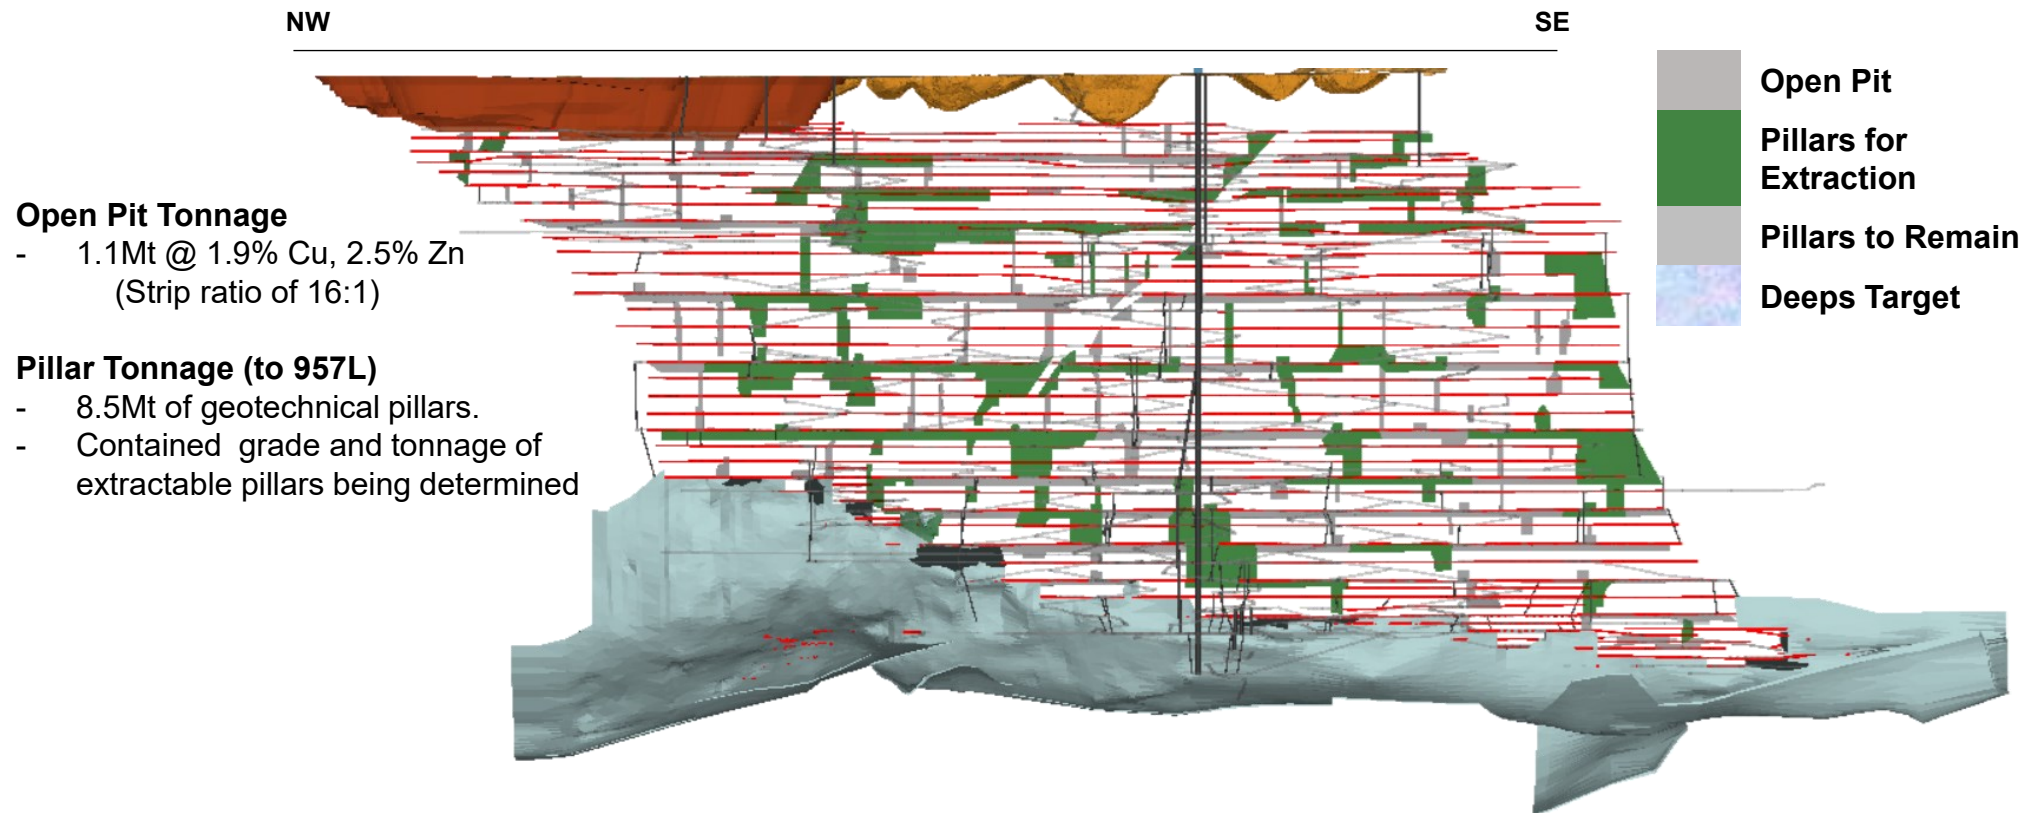 NW
SE
Open Pit
Pillars for
Extraction
Pillars to Remain
Deeps Target
Open Pit Tonnage
- 1.1Mt @ 1.9% Cu, 2.5% Zn
(Strip ratio of 16:1)
Pillar Tonnage (to 957L)
- 8.5Mt of geotechnical pillars.
- Contained grade and tonnage of
extractable pillars being determined